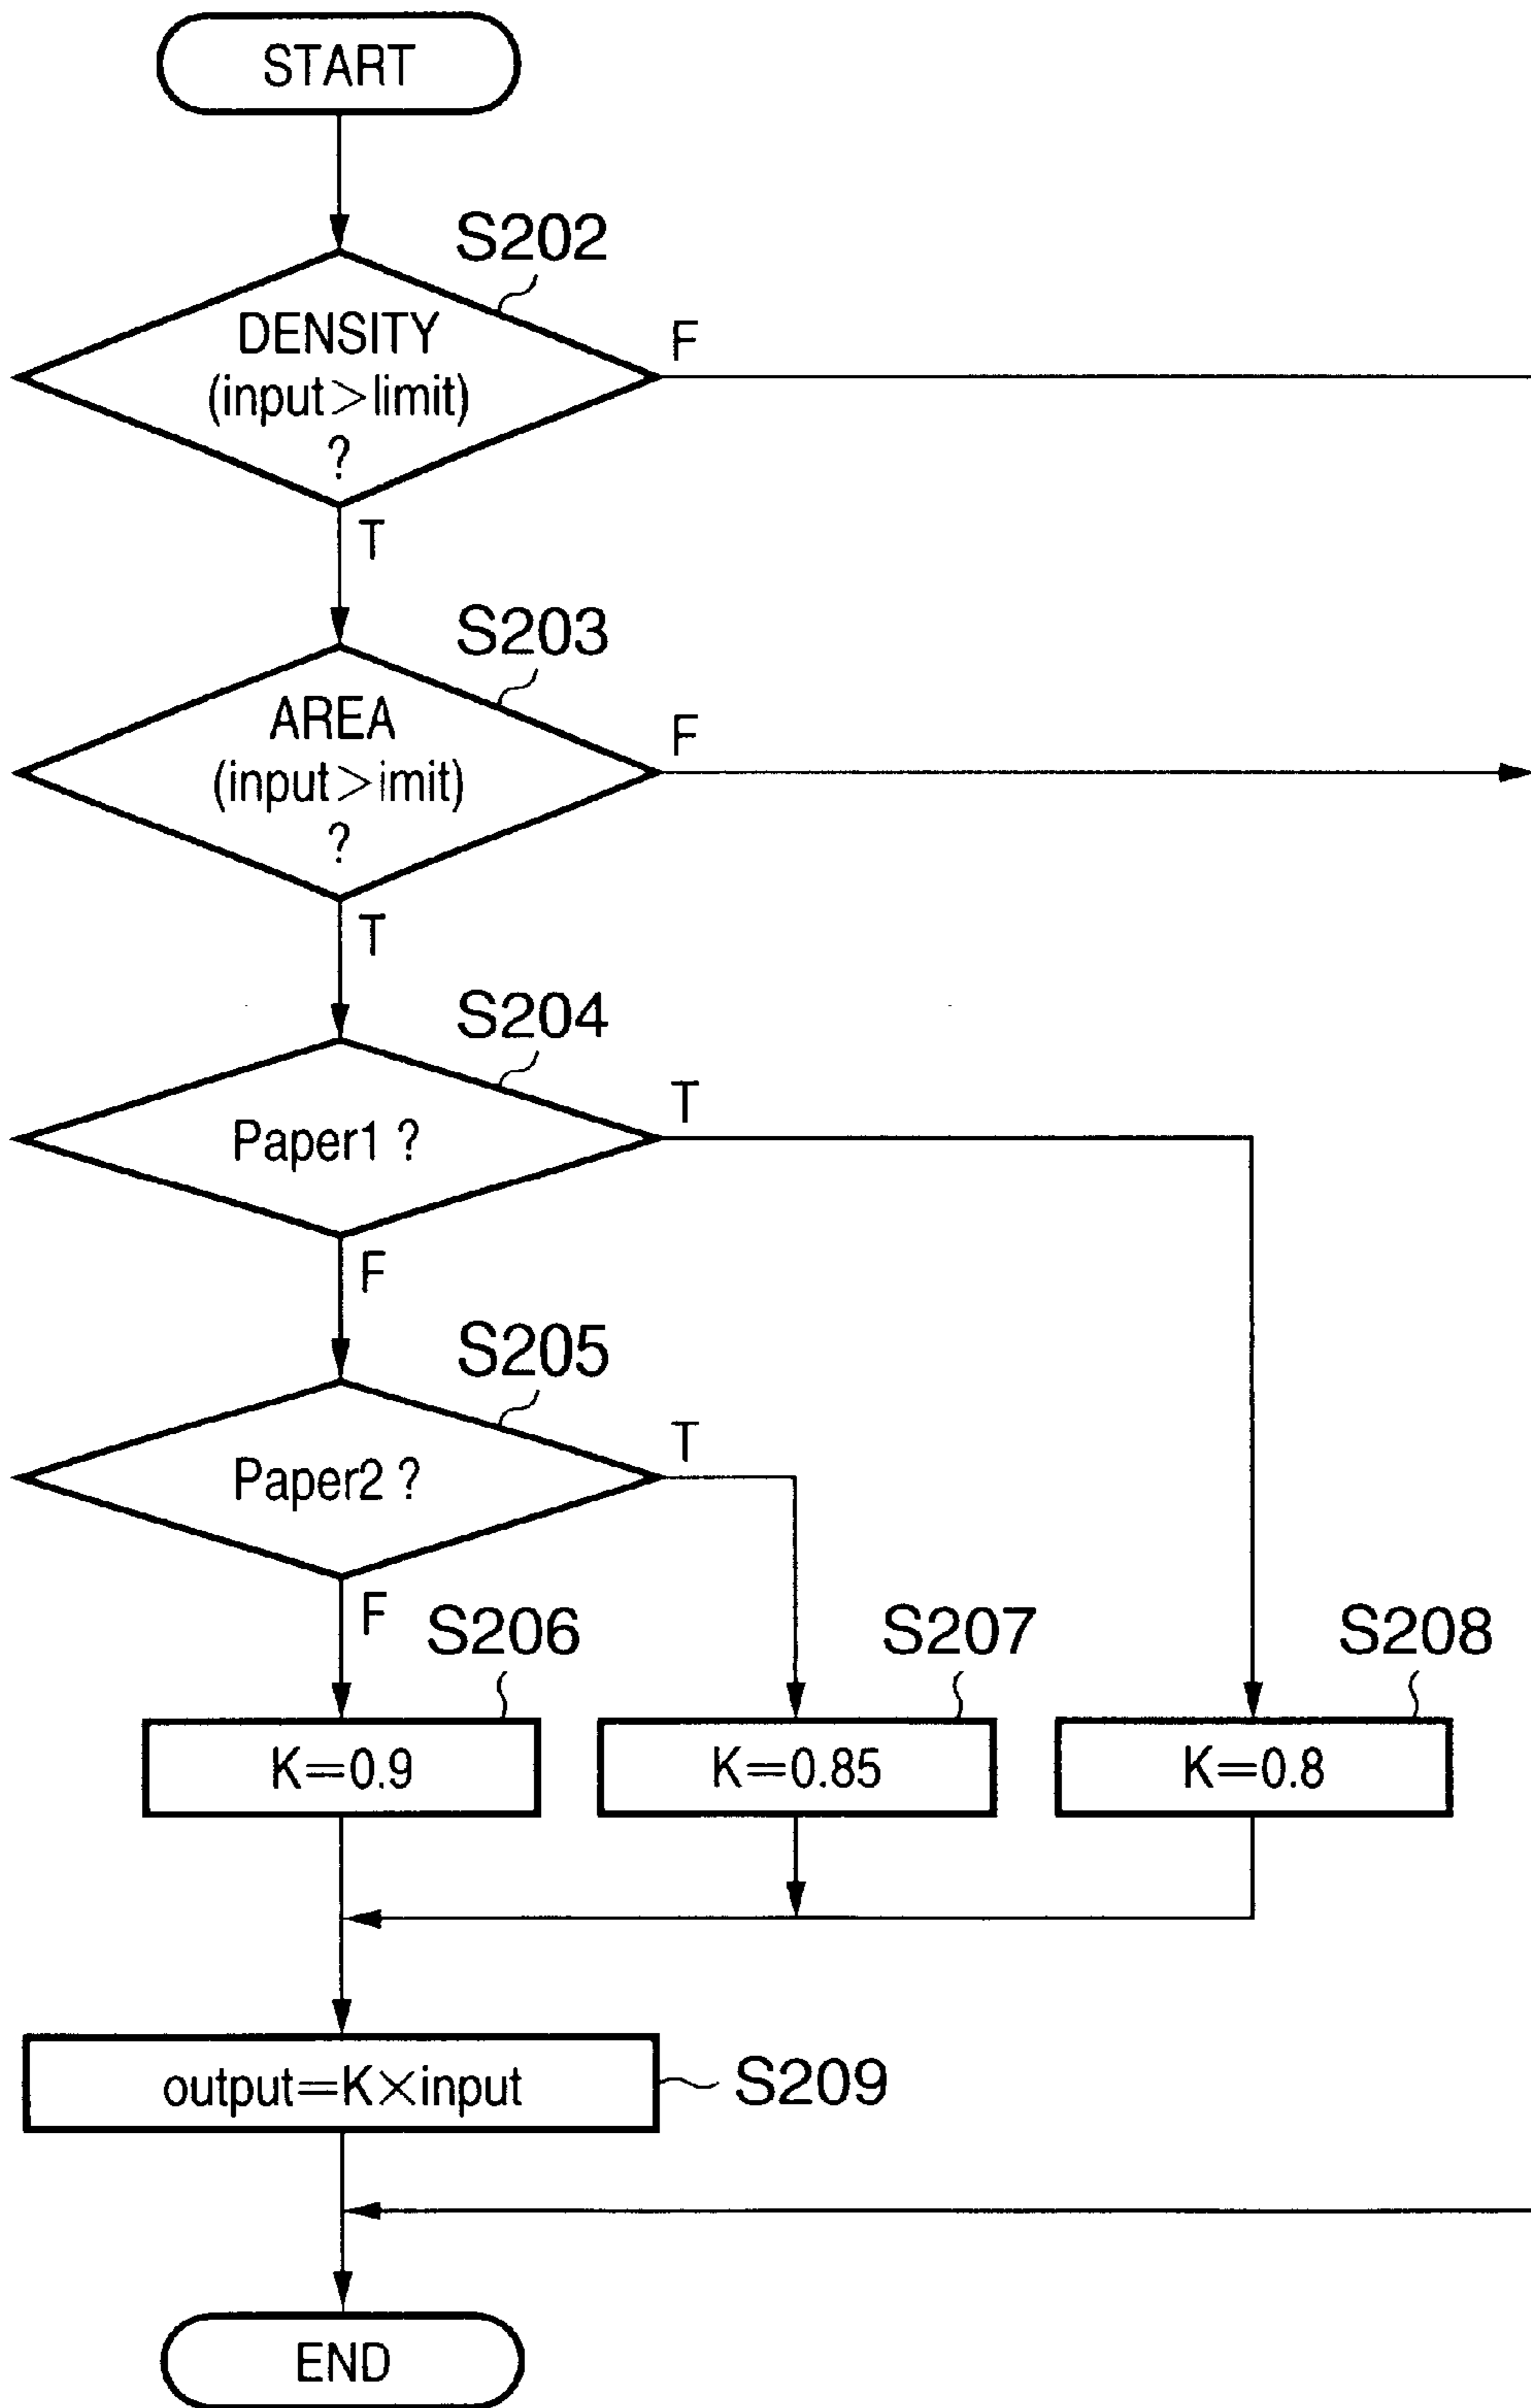 START
S202
DENSITY
(input>limit)
?
F
T
S203
AREA
(input>imit)
?
F
T
S204
Paper1 ?
T
F
S205
Paper2 ?
T
F
S206
S207
S208
K=0.9
K=0.85
K=0.8
output=K×input
S209
END